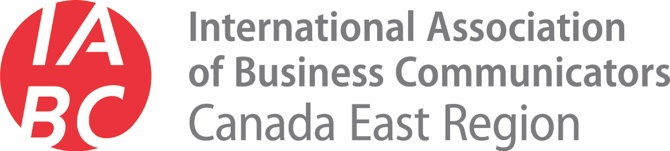 IA
BC
International Association
of Business Communicators
Canada East Region